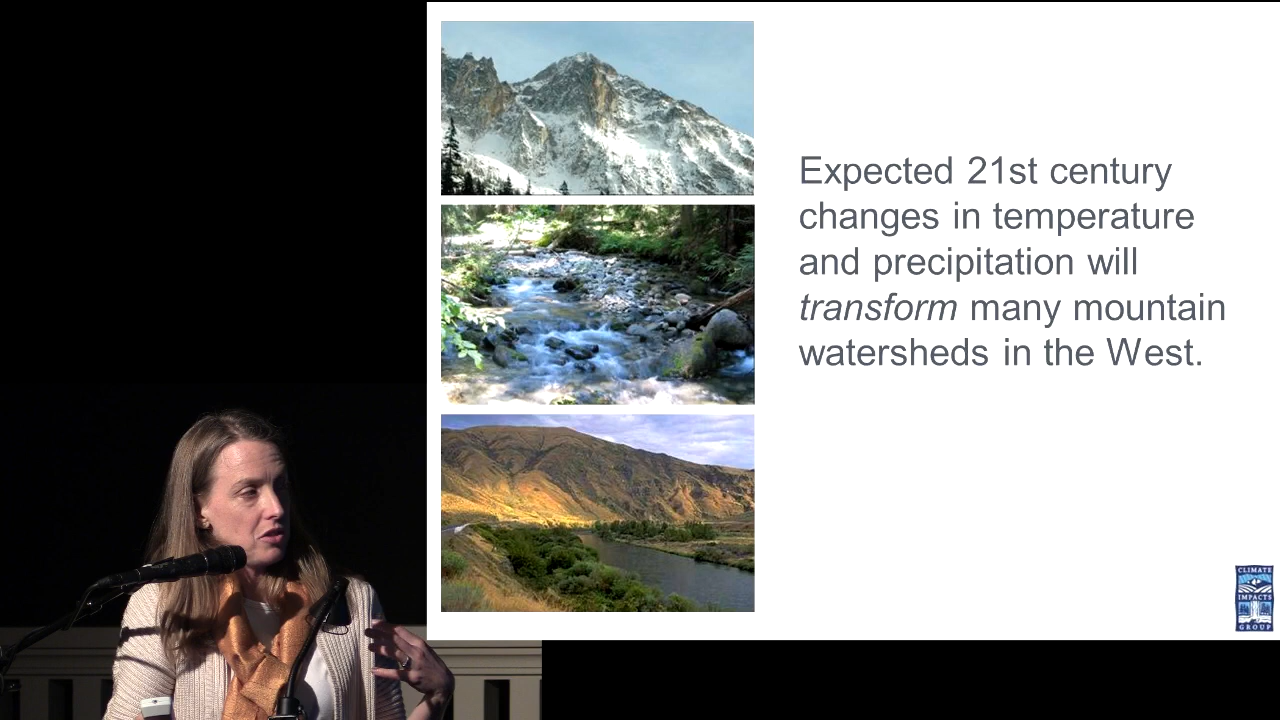 Expected 21st century
changes in temperature
and precipitation will
transform many mountain
watersheds in the West.
CLIMATE
IMPACTS
GROUP